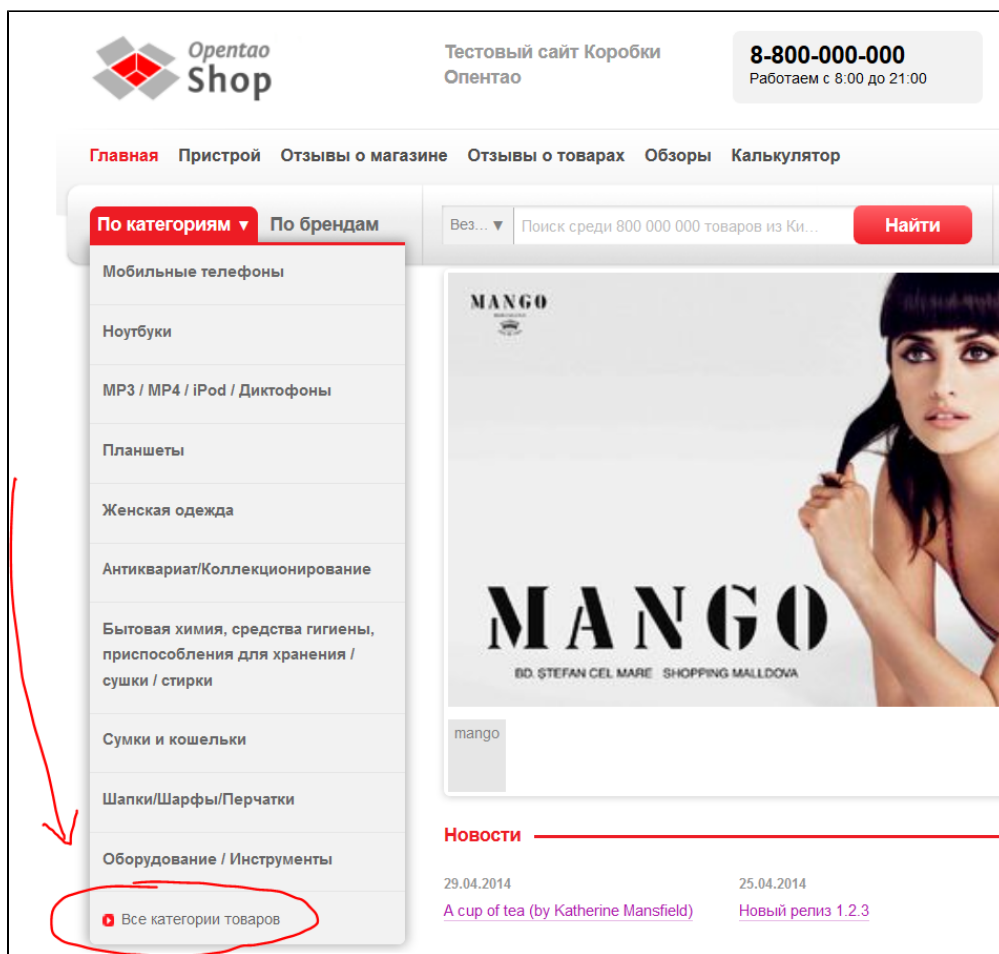 Opentao
Shop
Тестовый сайт Коробки
Опентао
8-800-000-000
Работаем с 8:00 до 21:00
Главная Пристрой Отзывы о магазине Отзывы о товарах Обзоры Калькулятор
По категориям ▼ По брендам
Вез... ▼ Поиск среди 800 000 000 товаров из Ки... Найти
Мобильные телефоны
Ноутбуки
MP3 / MP4 / iPod / Диктофоны
Планшеты
Женская одежда
Антиквариат/Коллекционирование
Бытовая химия, средства гигиены,
приспособления для хранения /
сушки / стирки
Сумки и кошельки
Шапки/Шарфы/Перчатки
Оборудование / Инструменты
Все категории товаров
MANGO
MANGO
BD. ŞTEFAN CEL MARE SHOPPING MALLDOVA
mango
Новости
29.04.2014
A cup of tea (by Katherine Mansfield)
25.04.2014
Новый релиз 1.2.3